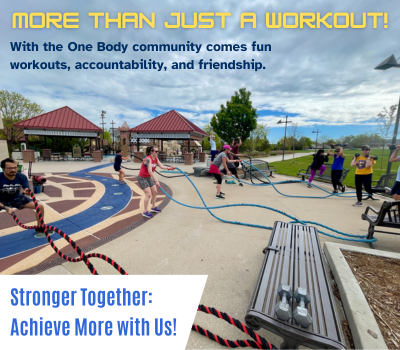 MORE THAN JUST A WORKOUT!
With the One Body community comes fun
workouts, accountability, and friendship.
Stronger Together:
Achieve More with Us!